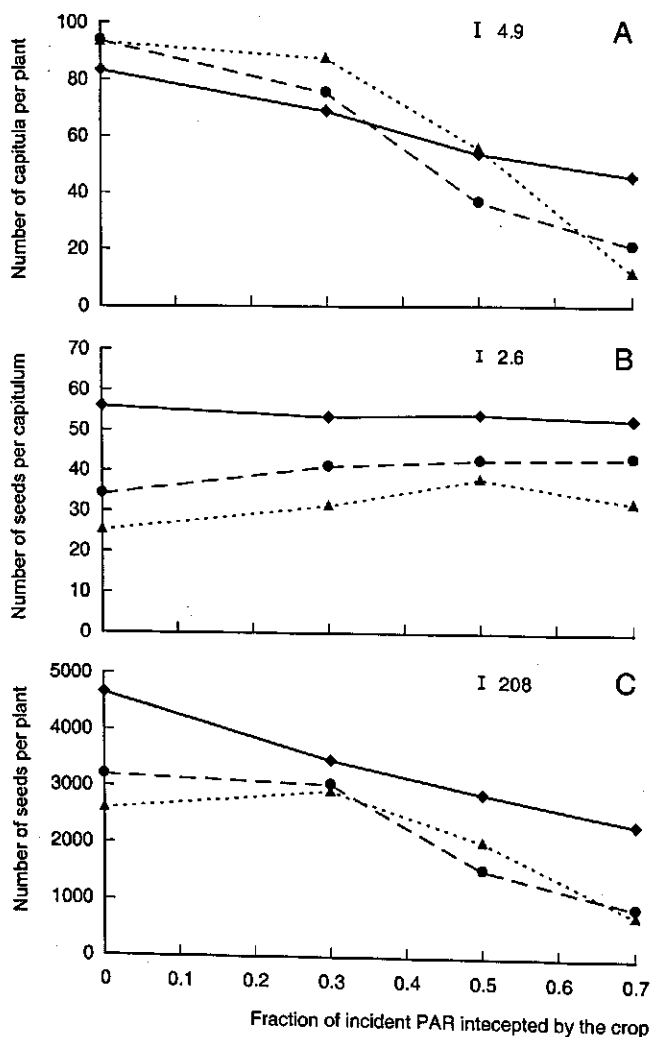 100
80
60
40
20
0
Number of capitula per plant
4.9
A
70
60
50
40
30
20
10
0
Number of seeds per capitulum
2.6
B
5000
4000
3000
2000
1000
0
Number of seeds per plant
208
C
0 0.1 0.2 0.3 0.4 0.5 0.6 0.7
Fraction of incident PAR intecepted by the crop